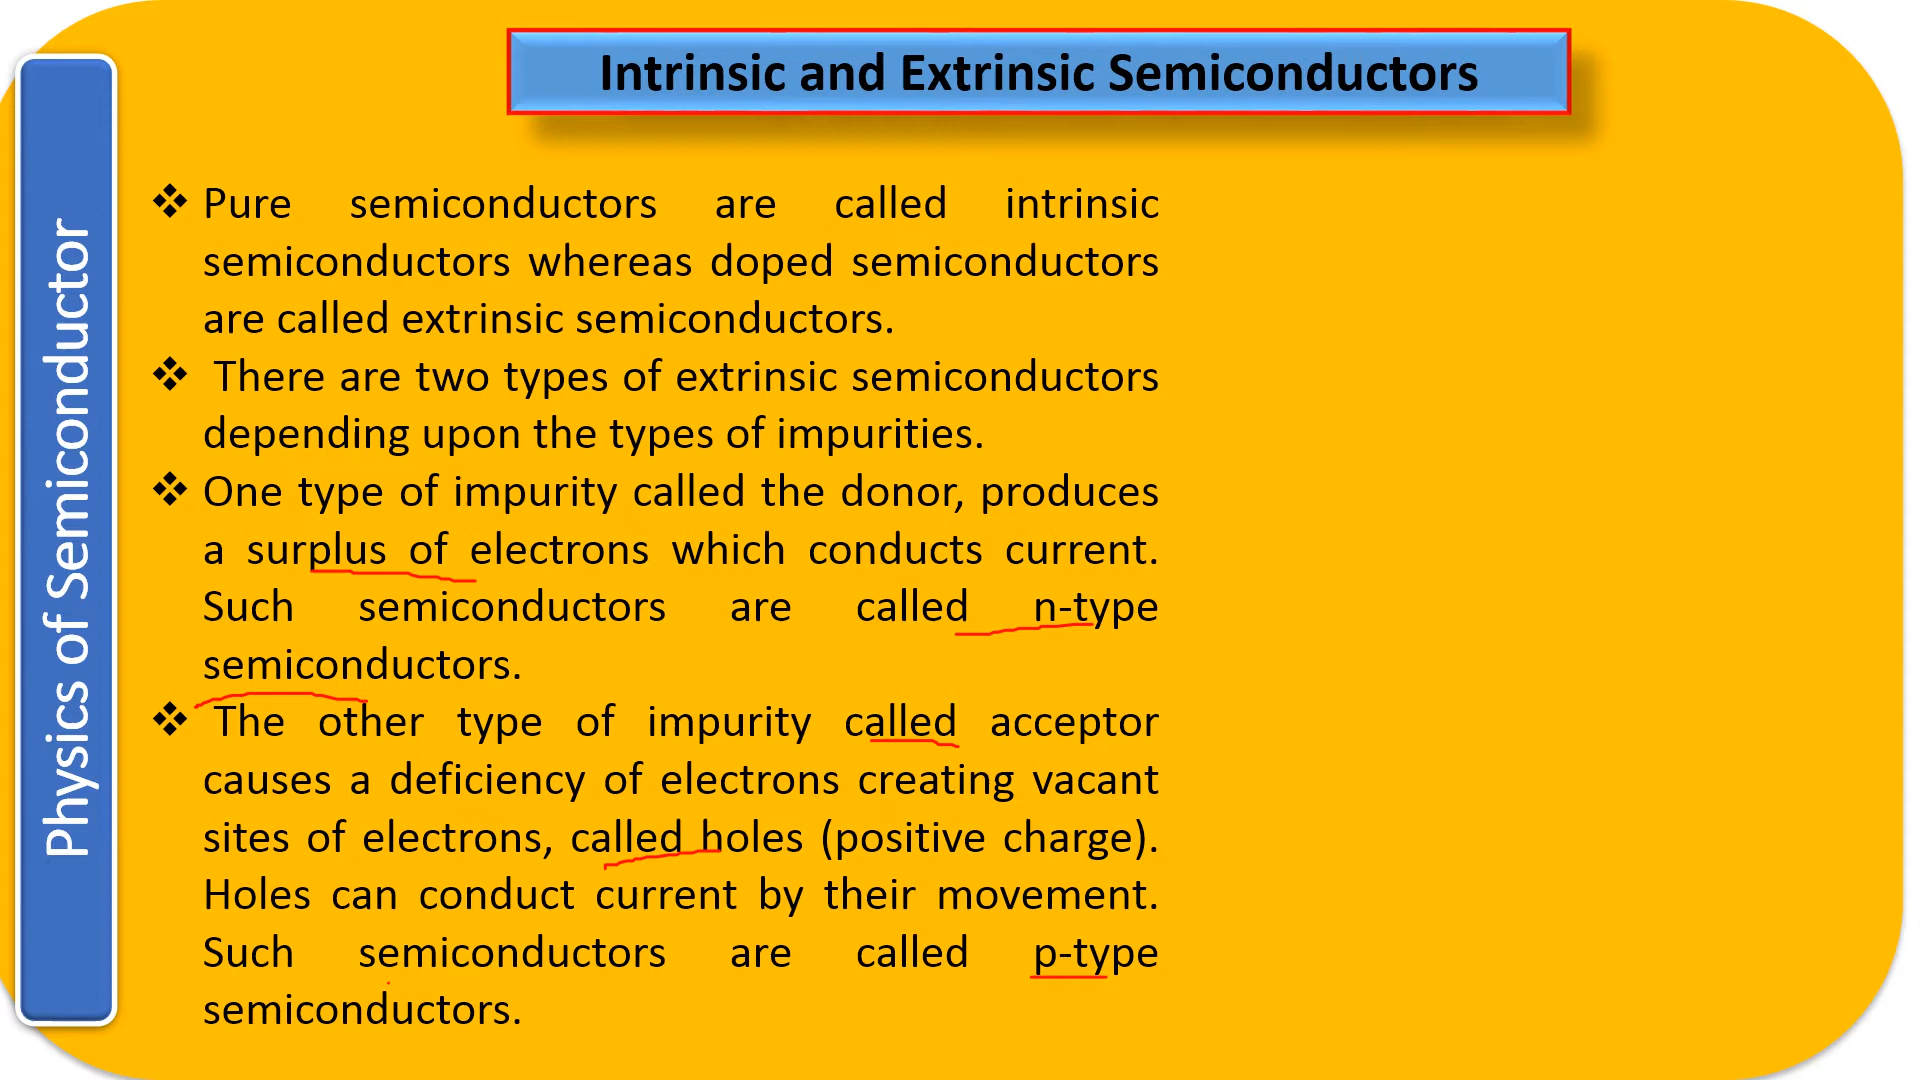 Intrinsic and Extrinsic Semiconductors
Physics of Semiconductor
❖ Pure semiconductors are called intrinsic
semiconductors whereas doped semiconductors
are called extrinsic semiconductors.
❖ There are two types of extrinsic semiconductors
depending upon the types of impurities.
❖ One type of impurity called the donor, produces
a surplus of electrons which conducts current.
Such semiconductors are called n-type
semiconductors.
❖ The other type of impurity called acceptor
causes a deficiency of electrons creating vacant
sites of electrons, called holes (positive charge).
Holes can conduct current by their movement.
Such semiconductors are called p-type
semiconductors.